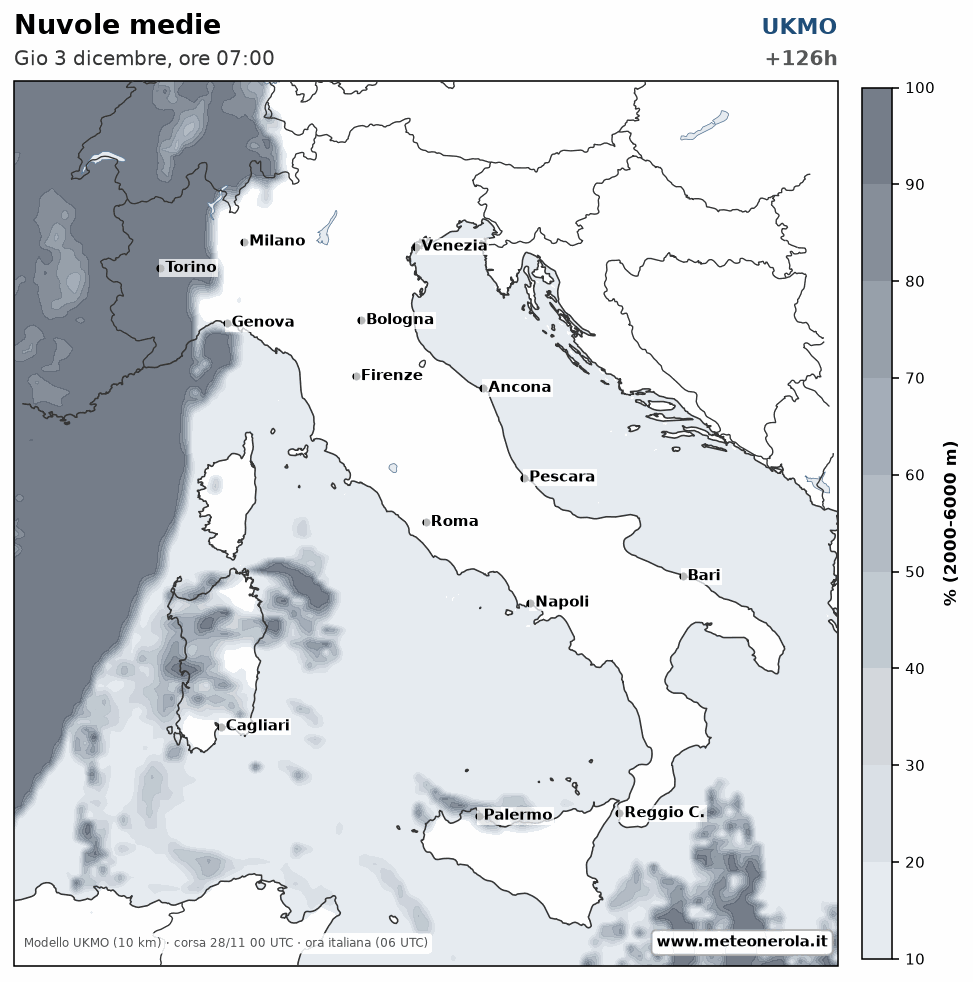 Nuvole medie
UKMO
Gio 3 dicembre, ore 07:00
+126h
Milano
Venezia
Torino
Genova
Bologna
Firenze
Ancona
Pescara
Roma
Bari
Napoli
Cagliari
Palermo
Reggio C.
Modello UKMO (10 km) · corsa 28/11 00 UTC · ora italiana (06 UTC)
www.meteonerola.it
100
90
80
70
60
50
40
30
20
10
% (2000-6000 m)